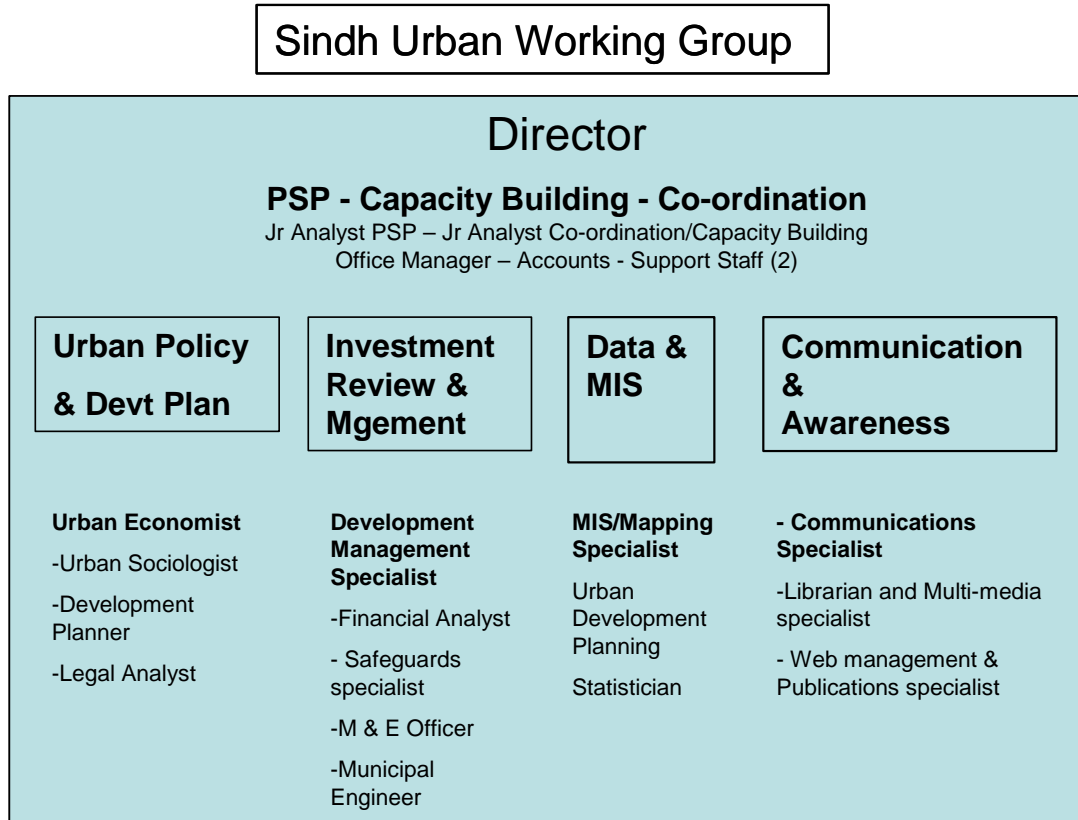 Sindh Urban Working Group
Director
PSP - Capacity Building - Co-ordination
Jr Analyst PSP – Jr Analyst Co-ordination/Capacity Building
Office Manager – Accounts - Support Staff (2)
Urban Policy
& Devt Plan
Investment
Review &
Mgement
Data &
MIS
Communication
&
Awareness
Urban Economist
-Urban Sociologist
-Development
Planner
-Legal Analyst
Development
Management
Specialist
-Financial Analyst
- Safeguards
specialist
-M & E Officer
-Municipal
Engineer
MIS/Mapping
Specialist
Urban
Development
Planning
Statistician
- Communications
Specialist
-Librarian and Multi-media
specialist
- Web management &
Publications specialist